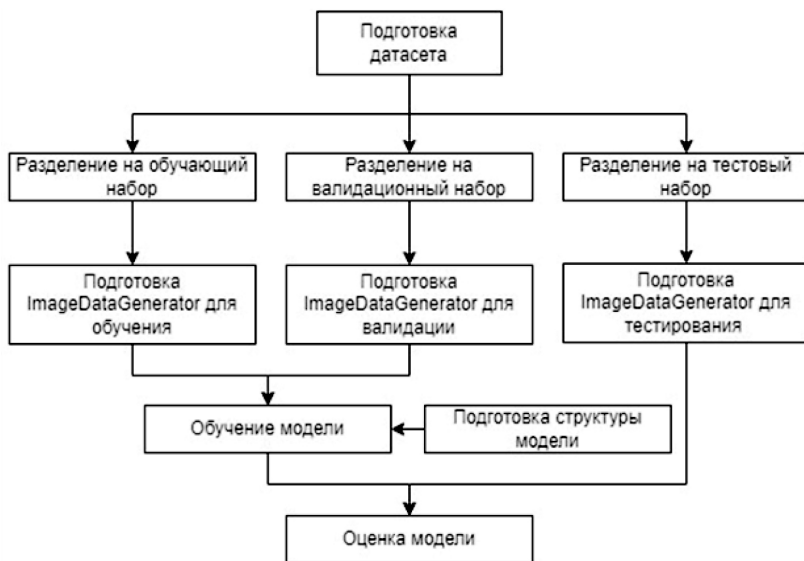 Подготовка
датасета
Разделение на обучающий
набор
Разделение на
валидационный набор
Разделение на тестовый
набор
Подготовка
ImageDataGenerator для
обучения
Подготовка
ImageDataGenerator для
валидации
Подготовка
ImageDataGenerator для
тестирования
Обучение модели
Подготовка структуры
модели
Оценка модели